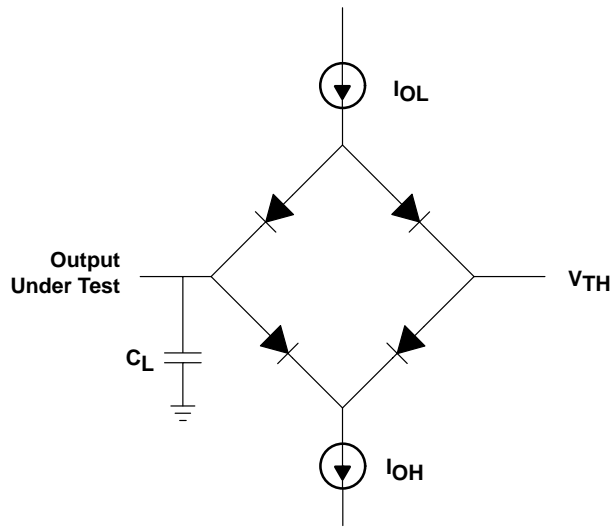 IOL
Output
Under Test
VTH
CL
IOH